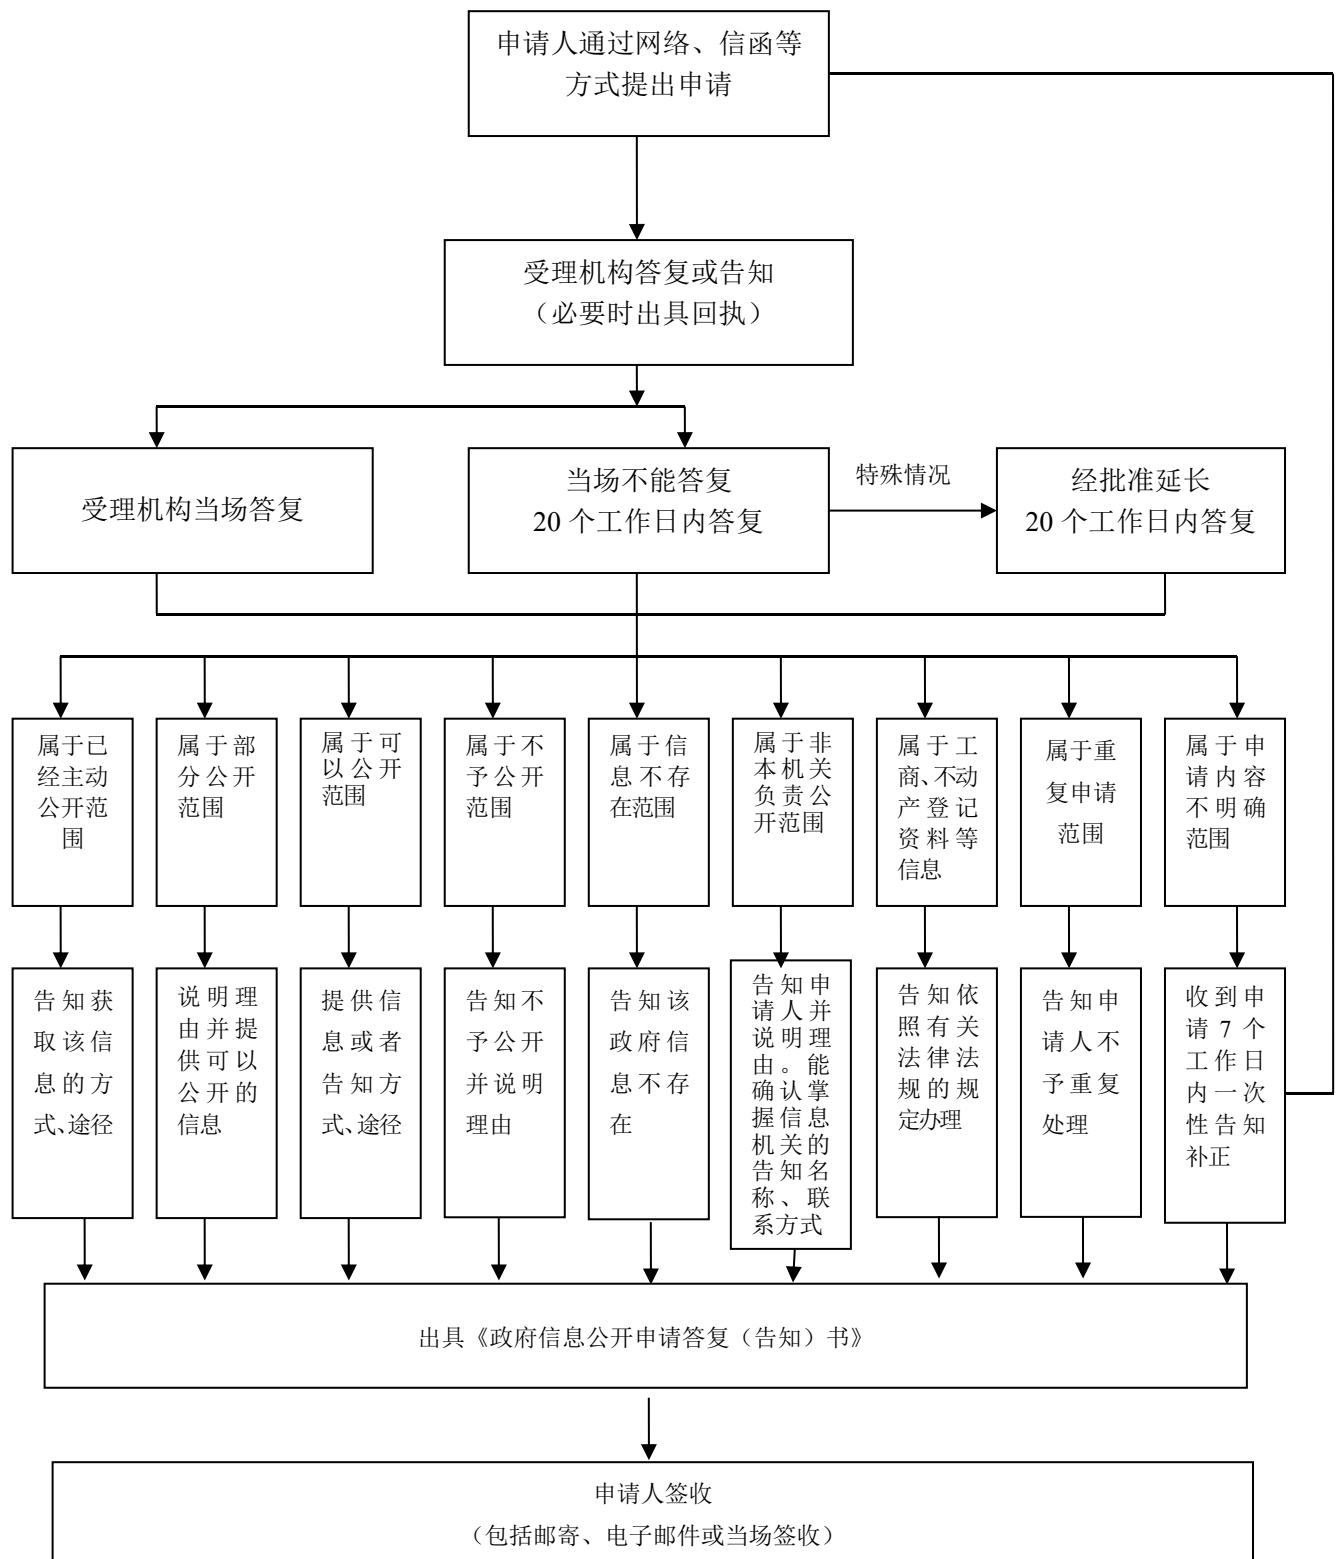 申请人通过网络、信函等
方式提出申请
受理机构答复或告知
（必要时出具回执）
受理机构当场答复
当场不能答复
20 个工作日内答复
特殊情况
经批准延长
20 个工作日内答复
属于已
经主动
公开范
围
属于部
分公开
范围
属于可
以公开
范围
属于不
予公开
范围
属于信
息不存
在范围
属于非
本机关
负责公
开范围
属于工
商、不动
产登记
资料等
信息
属于重
复申请
范围
属于申
请内容
不明确
范围
告知获
取该信
息的方
式、途径
说明理
由并提
供可以
公开的
信息
提供信
息或者
告知方
式、途径
告知不
予公开
并说明
理由
告知该
政府信
息不存
在
告知申
请人并
说明理
由。能
确认掌
握信息
机关的
告知名
称、联
系方式
告知依
照有关
法律法
规的规
定办理
告知申
请人不
予重复
处理
收到申
请 7 个
工作日
内一次
性告知
补正
出具《政府信息公开申请答复（告知）书》
申请人签收
（包括邮寄、电子邮件或当场签收）